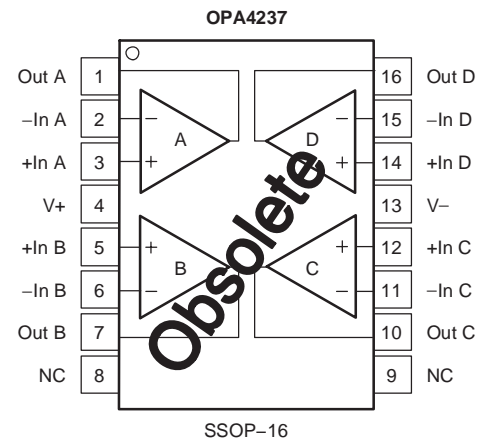 OPA4237
Out A 1 16 Out D
−In A 2 − − 15 −In D
A D
+In A 3 + + 14 +In D
V+ 4 13 V−
+In B 5 + + 12 +In C
B C
−In B 6 − − 11 −In C
Out B 7 10 Out C
NC 8 9 NC
Obsolete
SSOP−16